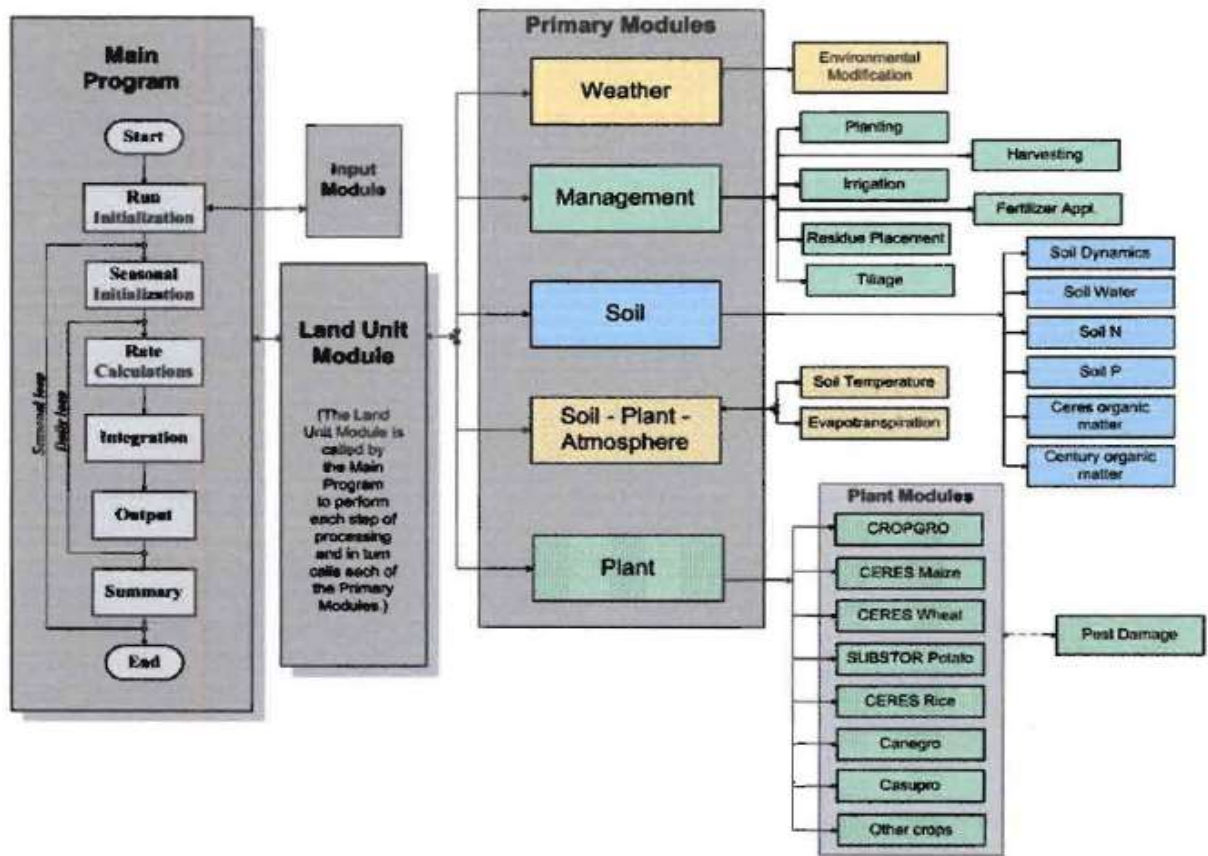 Main
Program
Start
Run
Initialization
Seasonal
Initialization
Rate
Calculations
Integration
Output
Summary
End
Seasonal loop
Daily loop
Input
Module
Land Unit
Module
(The Land
Unit Module is
called by
the Main
Program
to perform
each step of
processing
and in turn
calls each of
the Primary
Modules.)
Primary Modules
Weather
Management
Soil
Soil - Plant -
Atmosphere
Plant
Environmental
Modification
Planting
Harvesting
Irrigation
Fertilizer Appl.
Residue Placement
Tillage
Soil Dynamics
Soil Water
Soil N
Soil P
Ceres organic
matter
Century organic
matter
Soil Temperature
Evapotranspiration
Plant Modules
CROPGRO
CERES Maize
CERES Wheat
SUBSTOR Potato
CERES Rice
Canegro
Casupro
Other crops
Pest Damage